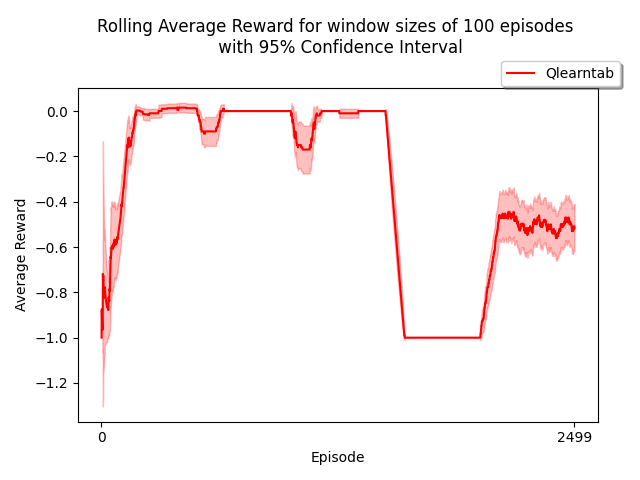 Rolling Average Reward for window sizes of 100 episodes
with 95% Confidence Interval
Qlearntab
0.0
−0.2
−0.4
−0.6
−0.8
−1.0
−1.2
Average Reward
0
2499
Episode